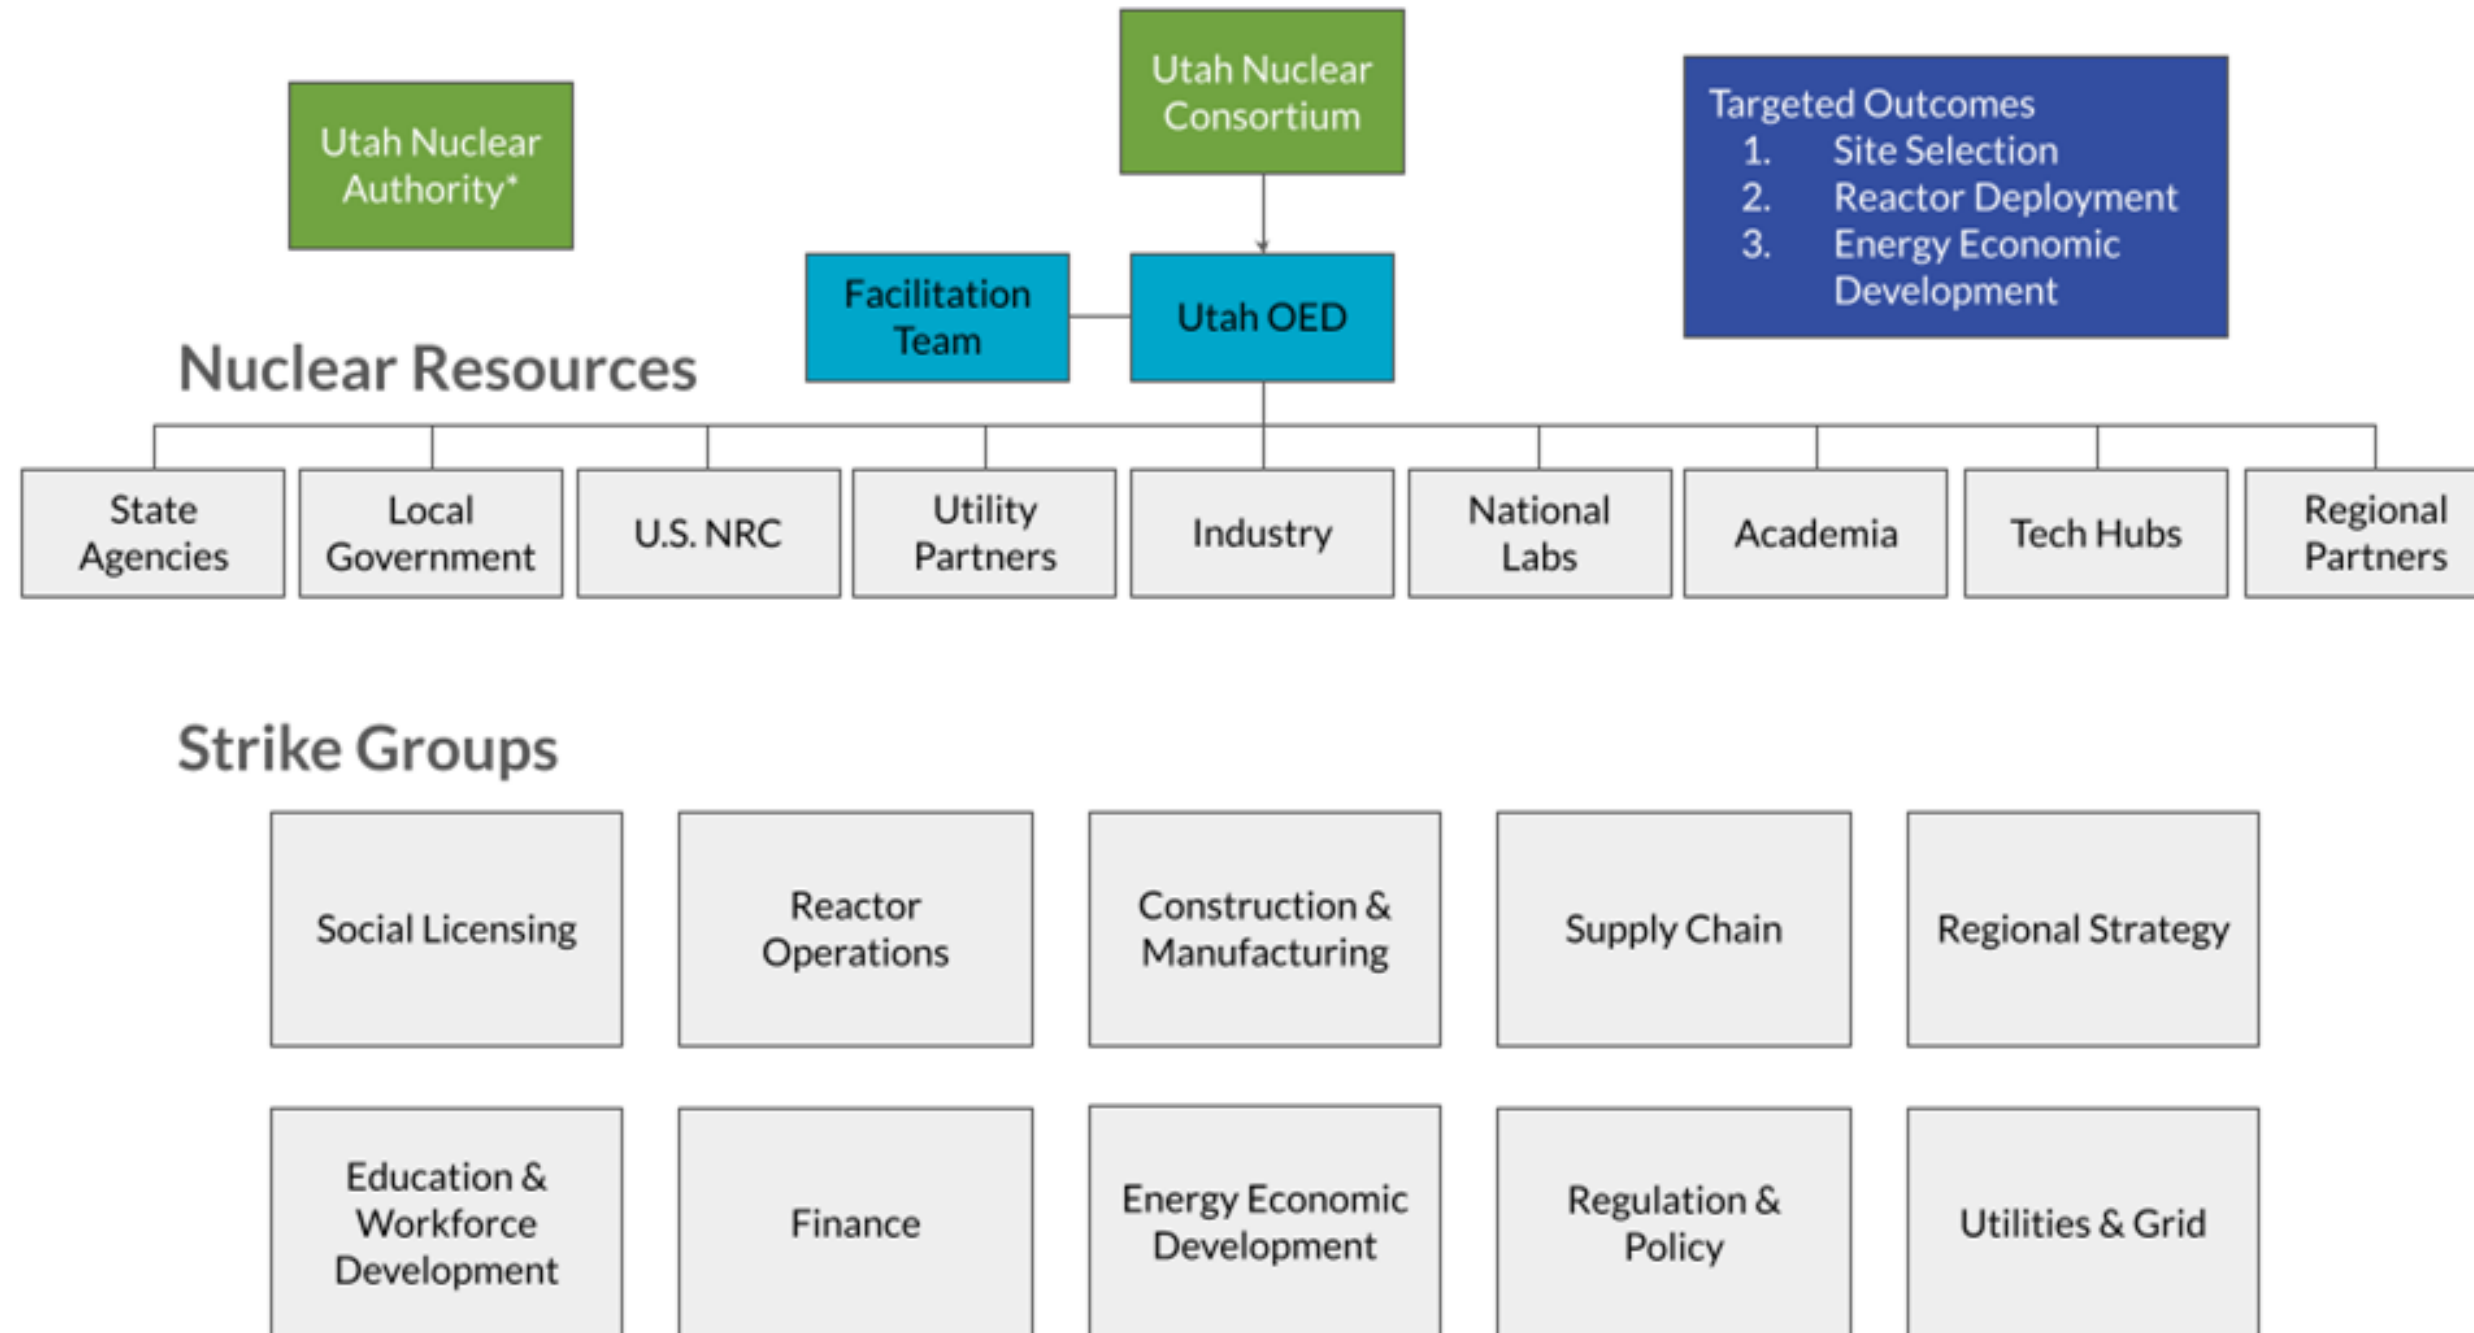 Utah Nuclear
Consortium
Utah Nuclear
Authority*
Targeted Outcomes
1. Site Selection
2. Reactor Deployment
3. Energy Economic
Development
Facilitation
Team
Utah OED
Nuclear Resources
State
Agencies
Local
Government
U.S. NRC
Utility
Partners
Industry
National
Labs
Academia
Tech Hubs
Regional
Partners
Strike Groups
Social Licensing
Reactor
Operations
Construction &
Manufacturing
Supply Chain
Regional Strategy
Education &
Workforce
Development
Finance
Energy Economic
Development
Regulation &
Policy
Utilities & Grid